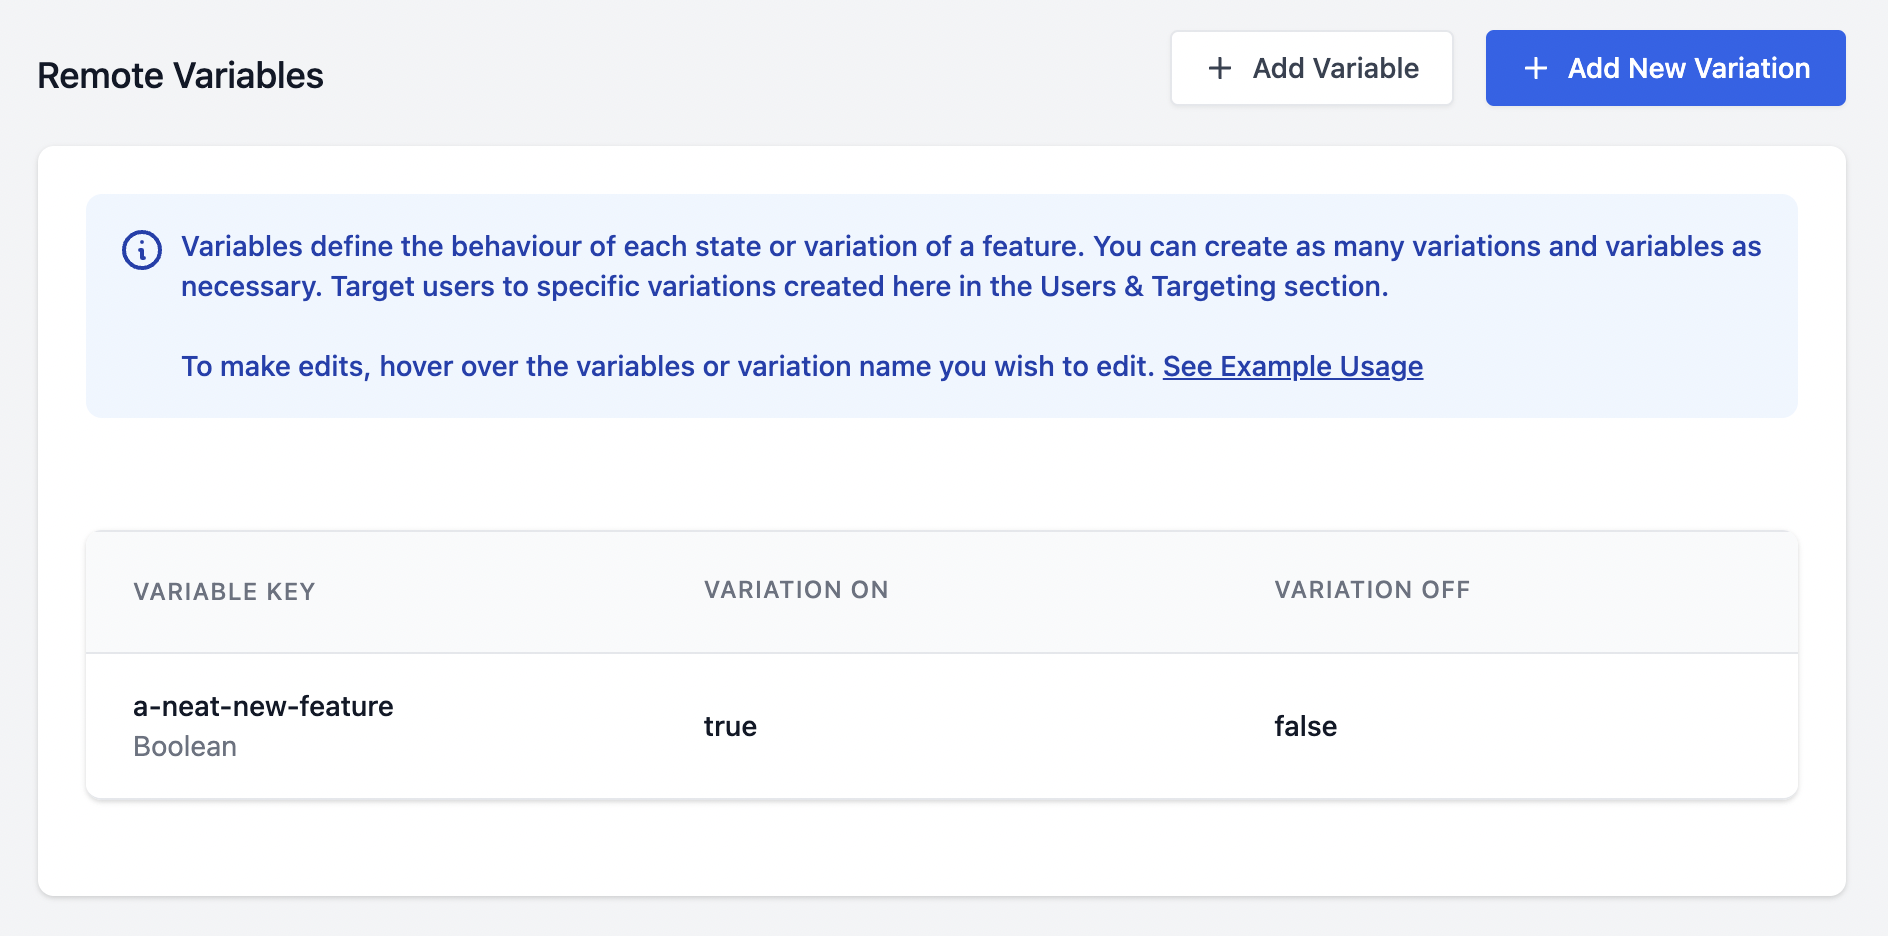 Remote Variables
+ Add Variable
+ Add New Variation
Variables define the behaviour of each state or variation of a feature. You can create as many variations and variables as
necessary. Target users to specific variations created here in the Users & Targeting section.
To make edits, hover over the variables or variation name you wish to edit. See Example Usage
VARIABLE KEY
VARIATION ON
VARIATION OFF
a-neat-new-feature
Boolean
true
false